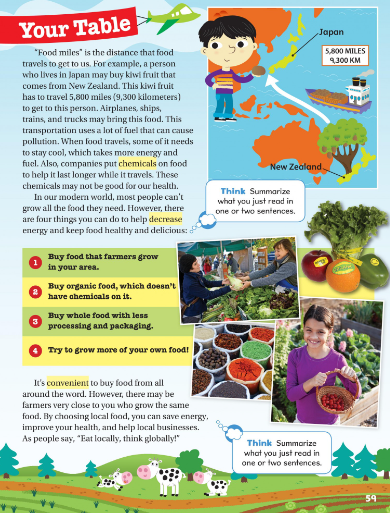 Your Table
"Food miles" is the distance that food
travels to get to us. For example, a person
who lives in Japan may buy kiwi fruit that
comes from New Zealand. This kiwi fruit
has to travel 5,800 miles (9,300 kilometers)
to get to this person. Airplanes, ships,
trains, and trucks may bring this food. This
transportation uses a lot of fuel that can cause
pollution. When food travels, some of it needs
to stay cool, which takes more energy and
fuel. Also, companies put chemicals on food
to help it last longer while it travels. These
chemicals may not be good for our health.
In our modern world, most people can't
grow all the food they need. However, there
are four things you can do to help decrease
energy and keep food healthy and delicious:
Japan
5,800 MILES
9,300 KM
New Zealand
Think Summarize
what you just read in
one or two sentences.
1 Buy food that farmers grow
in your area.
2 Buy organic food, which doesn't
have chemicals on it.
3 Buy whole food with less
processing and packaging.
4 Try to grow more of your own food!
It's convenient to buy food from all
around the word. However, there may be
farmers very close to you who grow the same
food. By choosing local food, you can save energy,
improve your health, and help local businesses.
As people say, "Eat locally, think globally!"
Think Summarize
what you just read in
one or two sentences.
59